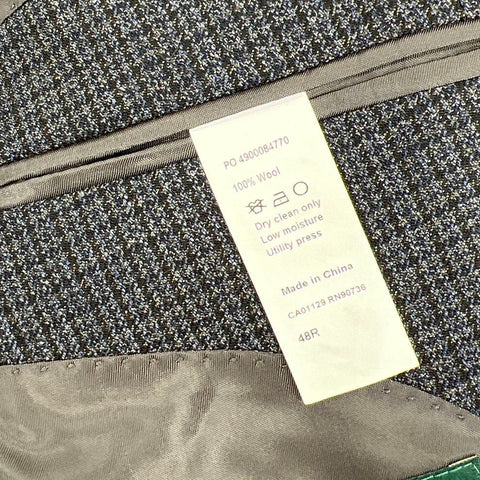 PO 4900084770
100% Wool
Dry clean only
Low moisture
Utility press
Made in China
CA01129 RN90736
48R